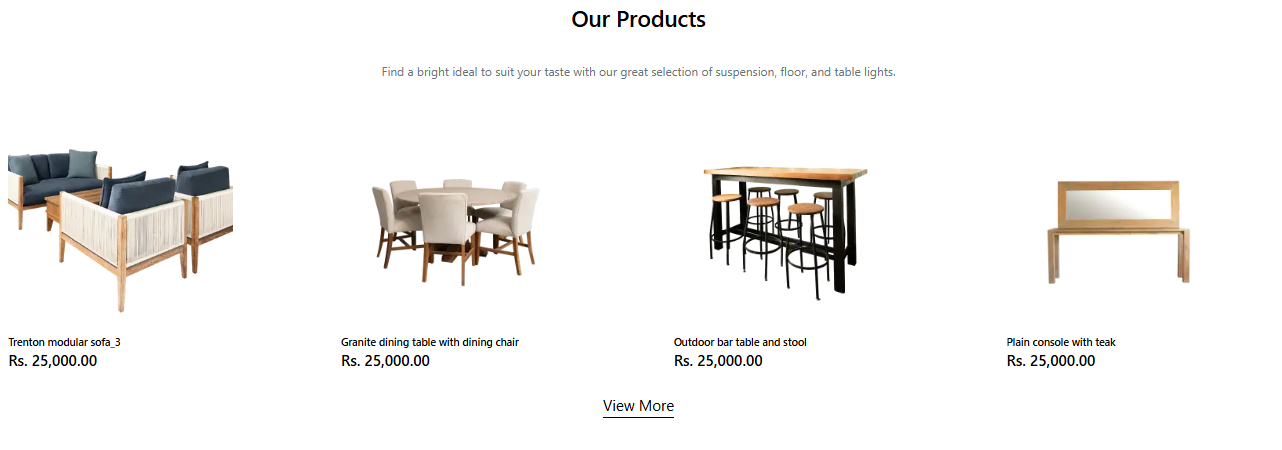 Our Products
Find a bright ideal to suit your taste with our great selection of suspension, floor, and table lights.
Trenton modular sofa_3
Rs. 25,000.00
Granite dining table with dining chair
Rs. 25,000.00
Outdoor bar table and stool
Rs. 25,000.00
Plain console with teak
Rs. 25,000.00
View More